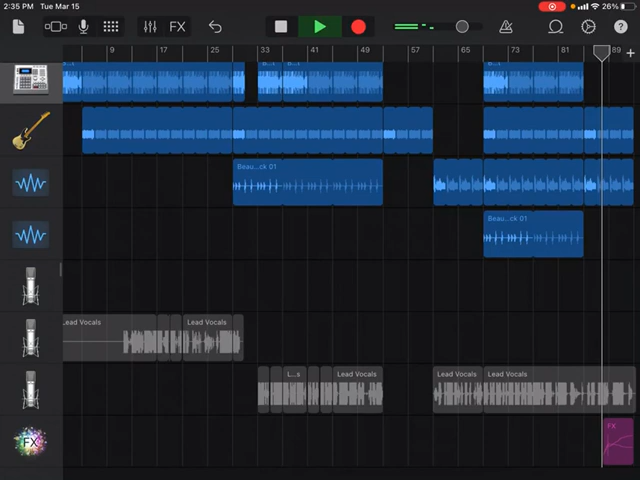 2:35 PM Tue Mar 15
26%
FX
?
9 17 25 33 41 49 57 65 73 81 89
+
Beau...ck 01
Beau...ck 01
Lead Vocals Lead Vocals
L...s Lead Vocals Lead Vocals Lead Vocals
FX FX